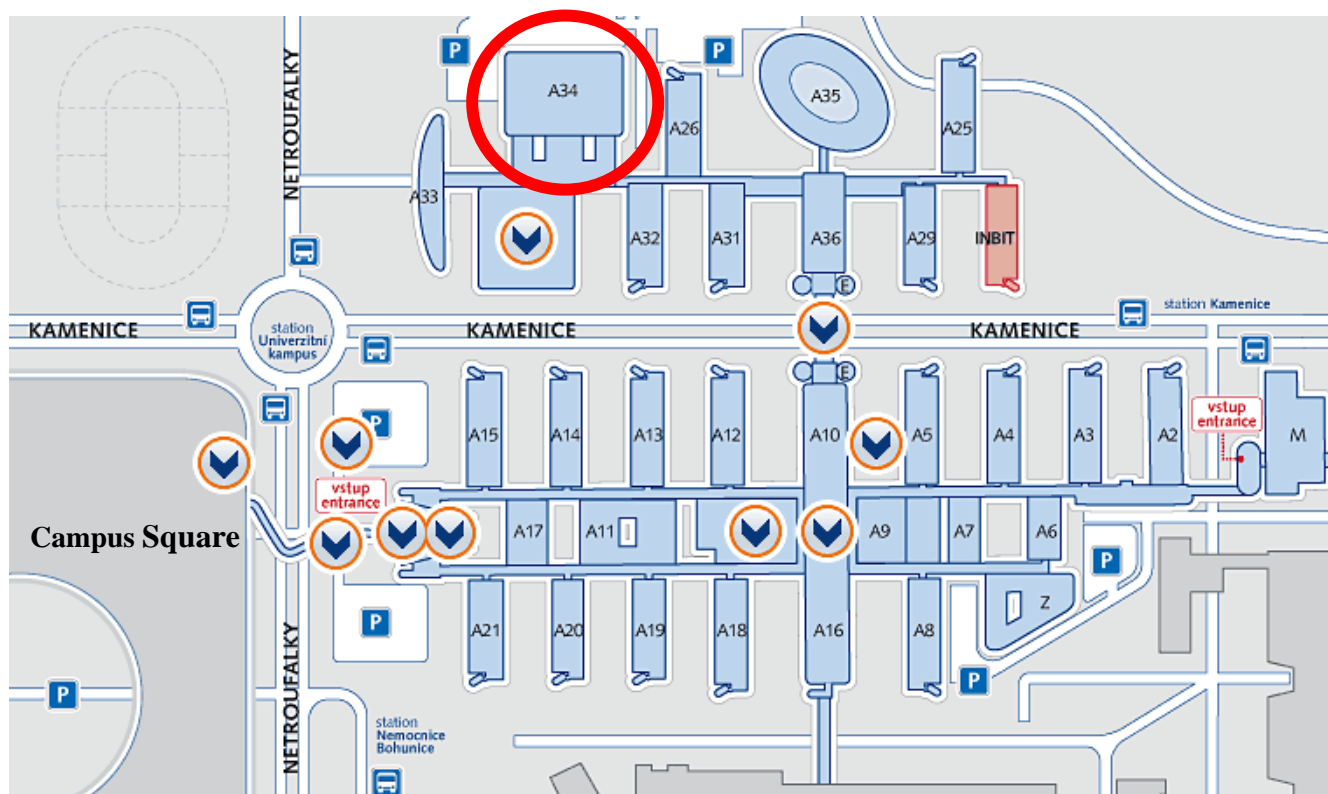 P
P
A34
A35
A26
A25
NETROUFALKY
A33
A32
A31
A36
A29
INBIT
E
station Kamenice
KAMENICE
station
Univerzitní
kampus
KAMENICE
KAMENICE
E
P
A15
A14
A13
A12
A10
A5
A4
A3
A2
vstup
entrance
M
vstup
entrance
Campus Square
A17
A11
A9
A7
A6
P
Z
P
A21
A20
A19
A18
A16
A8
P
P
NETROUFALKY
station
Nemocnice
Bohunice